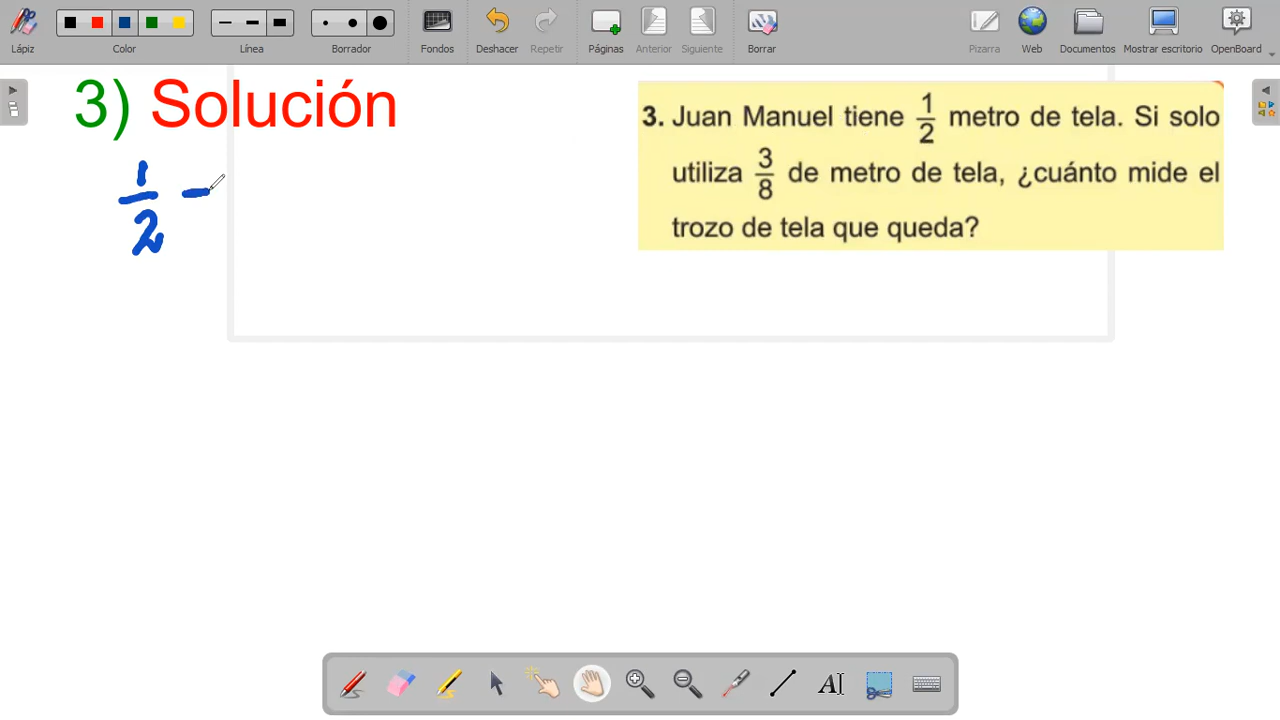 Lápiz Color Línea Borrador Fondos Deshacer Repetir Páginas Anterior Siguiente Borrar Pizarra Web Documentos Mostrar escritorio OpenBoard
3) Solución
3. Juan Manuel tiene 1/2 metro de tela. Si solo
utiliza 3/8 de metro de tela, ¿cuánto mide el
trozo de tela que queda?
1/2 −
AI